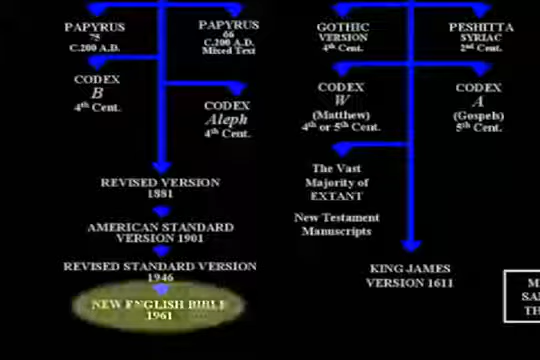 PAPYRUS
75
C.200 A.D.
PAPYRUS
66
C.200 A.D.
Mixed Text
CODEX
B
4th Cent.
CODEX
Aleph
4th Cent.
REVISED VERSION
1881
AMERICAN STANDARD
VERSION 1901
REVISED STANDARD VERSION
1946
NEW ENGLISH BIBLE
1961
GOTHIC
VERSION
4th Cent.
PESHITTA
SYRIAC
2nd Cent.
CODEX
W
(Matthew)
4th or 5th Cent.
CODEX
A
(Gospels)
5th Cent.
The Vast
Majority of
EXTANT
New Testament
Manuscripts
KING JAMES
VERSION 1611